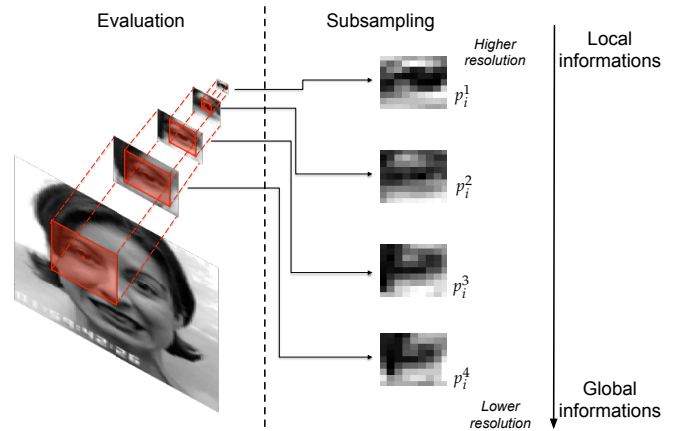 Evaluation
Subsampling
Higher
resolution
Local
informations
p_i^1
p_i^2
p_i^3
p_i^4
Lower
resolution
Global
informations